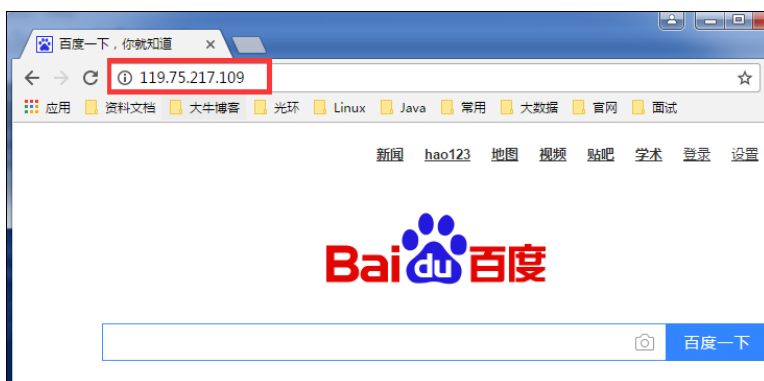 百度一下，你就知道
119.75.217.109
应用 资料文档 大牛博客 光环 Linux Java 常用 大数据 官网 面试
新闻 hao123 地图 视频 贴吧 学术 登录 设置
Bai du 百度
百度一下